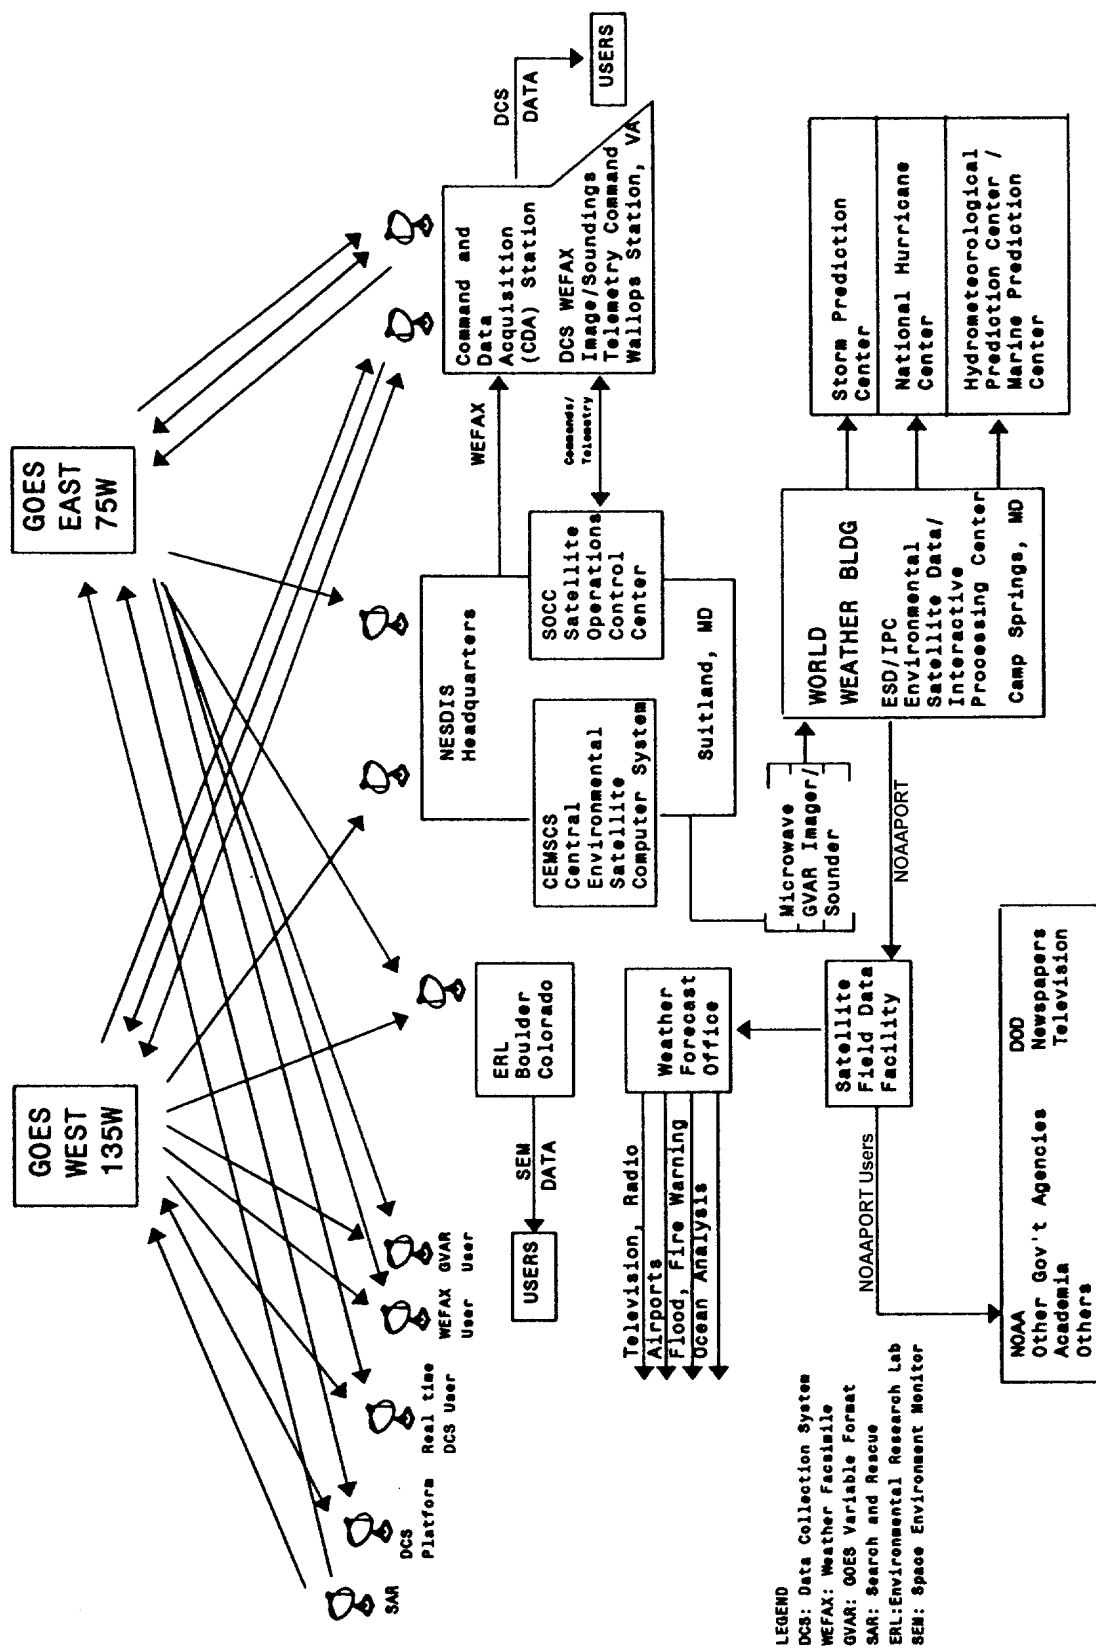 GOES
WEST
135W
GOES
EAST
75W
SAR
DCS
Platform
Real time
DCS User
WEFAX
User
GVAR
User
ERL
Boulder
Colorado
SEM
DATA
USERS
NESDIS
Headquarters
CEMSCS
Central
Environmental
Satellite
Computer System
SOCC
Satellite
Operations
Control
Center
Suitland, MD
WEFAX
Commands/
Telemetry
Command and
Data
Acquisition
(CDA) Station
DCS WEFAX
Image/Soundings
Telemetry Command
Wallops Station, VA
DCS
DATA
USERS
Television, Radio
Airports
Flood, Fire Warning
Ocean Analysis
Weather
Forecast
Office
Microwave
GVAR Imager/
Sounder
WORLD
WEATHER BLDG
ESD/IPC
Environmental
Satellite Data/
Interactive
Processing Center
Camp Springs, MD
Storm Prediction
Center
National Hurricane
Center
Hydrometeorological
Prediction Center /
Marine Prediction
Center
NOAAPORT
Satellite
Field Data
Facility
NOAAPORT Users
NOAA
Other Gov't Agencies
Academia
Others
DOD
Newspapers
Television
LEGEND
DCS: Data Collection System
WEFAX: Weather Facsimile
GVAR: GOES Variable Format
SAR: Search and Rescue
ERL:Environmental Research Lab
SEM: Space Environment Monitor